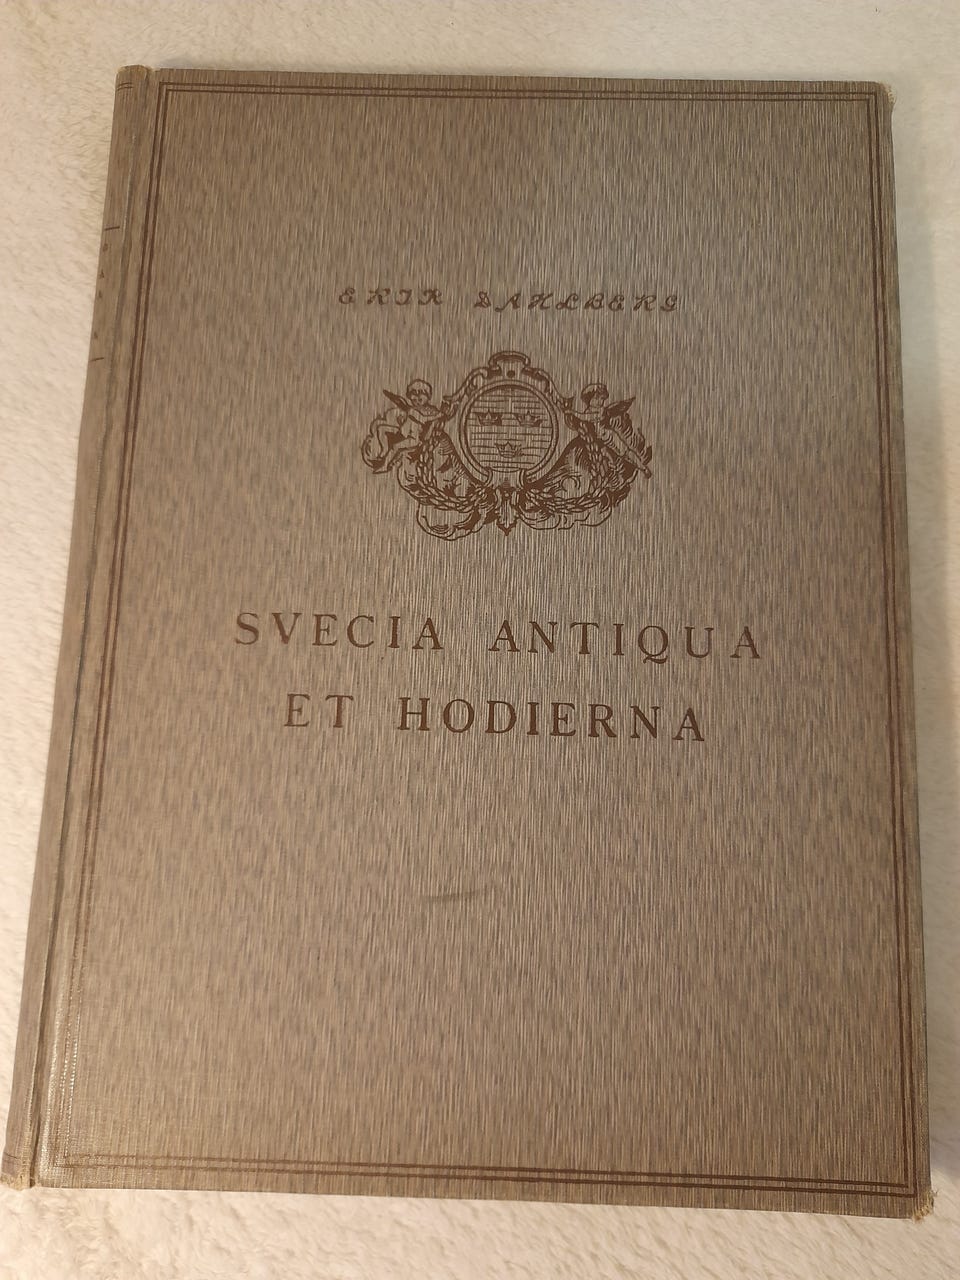 ERIK DAHLBERG
SVECIA ANTIQUA
ET HODIERNA